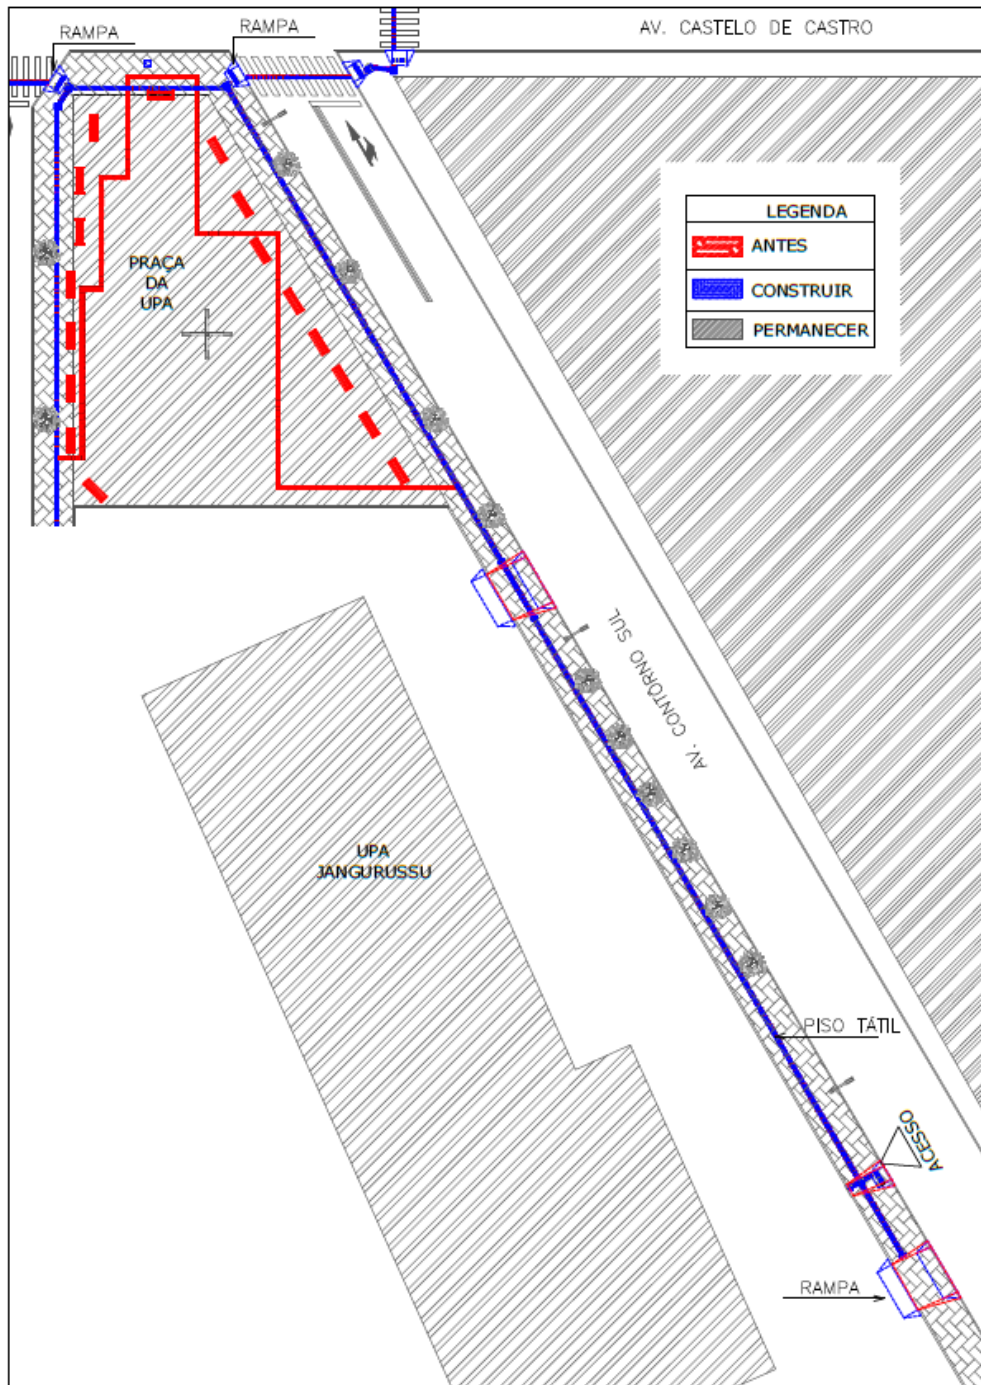 RAMPA
RAMPA
AV. CASTELO DE CASTRO
LEGENDA
ANTES
CONSTRUIR
PERMANECER
PRAÇA
DA
UPA
AV. CONTORNO SUL
UPA
JANGURUSSU
PISO TÁTIL
ACESSO
RAMPA